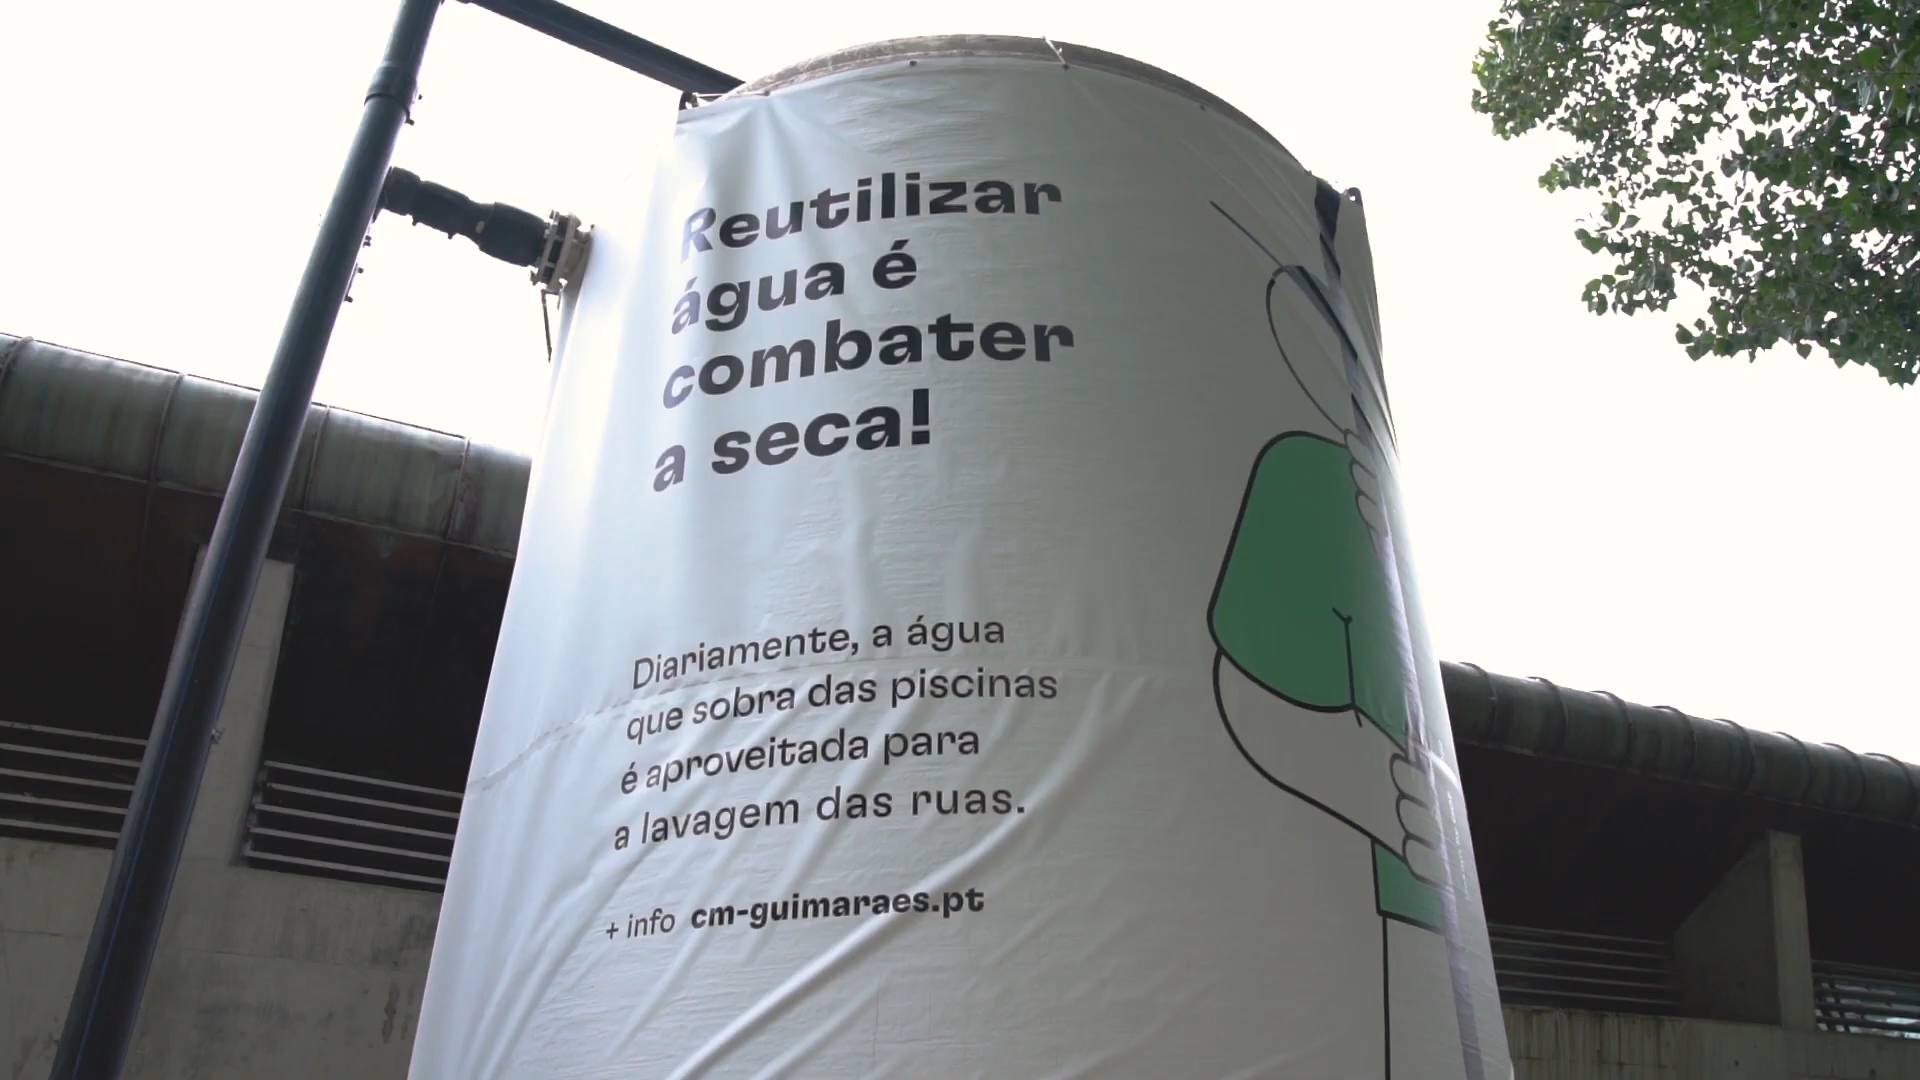 Reutilizar
água é
combater
a seca!
Diariamente, a água
que sobra das piscinas
é aproveitada para
a lavagem das ruas.
+ info cm-guimaraes.pt